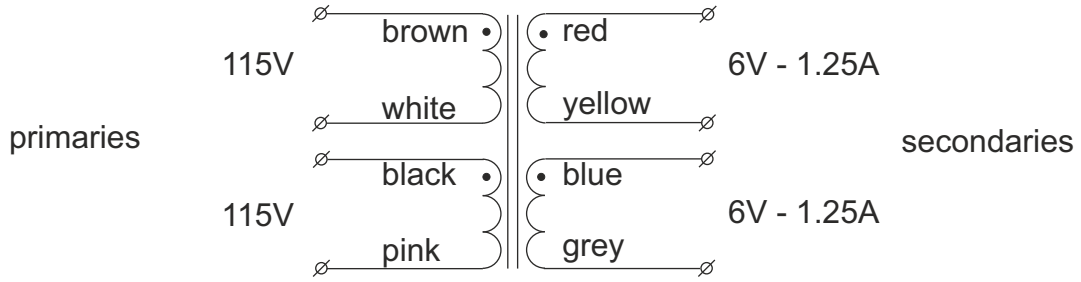 brown
red
115V
6V - 1.25A
white
yellow
primaries
secondaries
black
blue
115V
6V - 1.25A
pink
grey